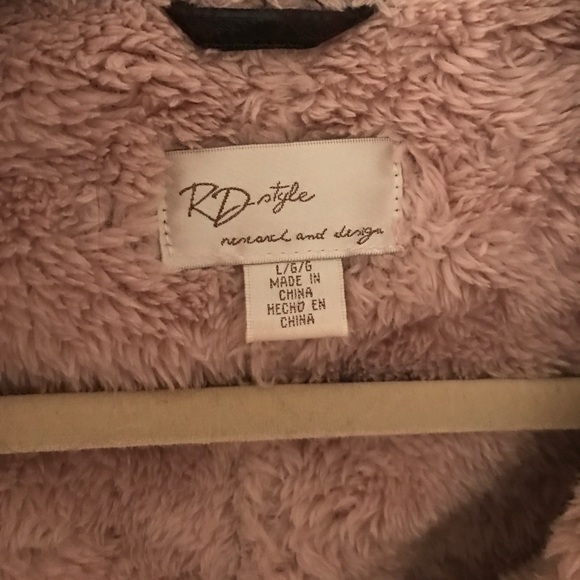 RD style
research and design
L/G/G
MADE IN
CHINA
HECHO EN
CHINA